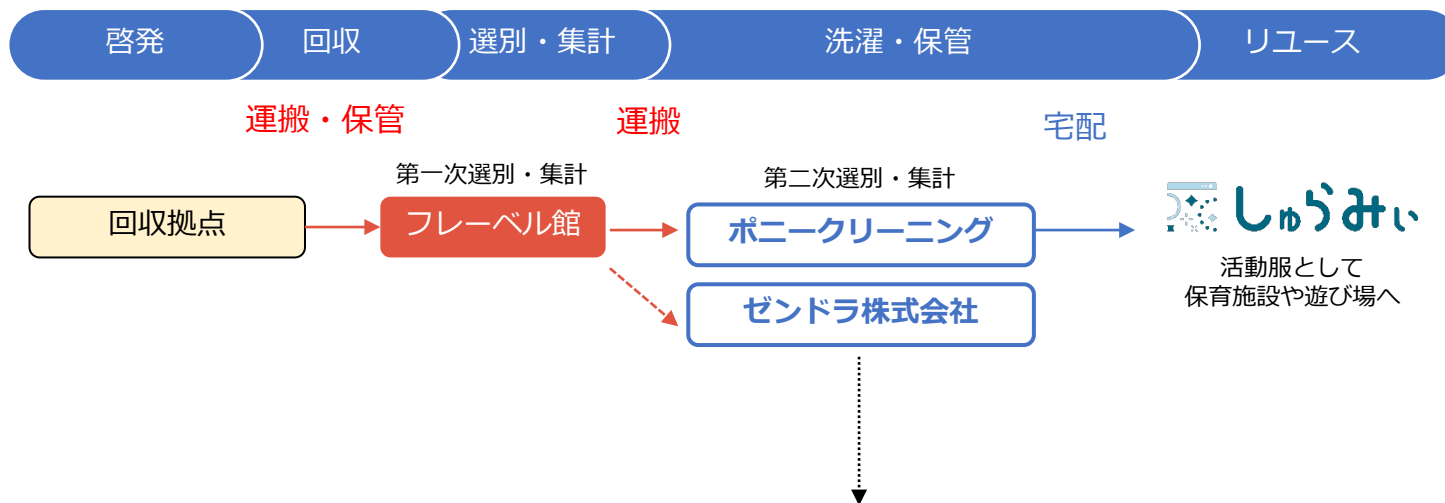 啓発
回収
選別・集計
洗濯・保管
リユース
運搬・保管
運搬
宅配
第一次選別・集計
第二次選別・集計
回収拠点
フレーベル館
ポニークリーニング
ゼンドラ株式会社
しゅらみぃ
活動服として
保育施設や遊び場へ